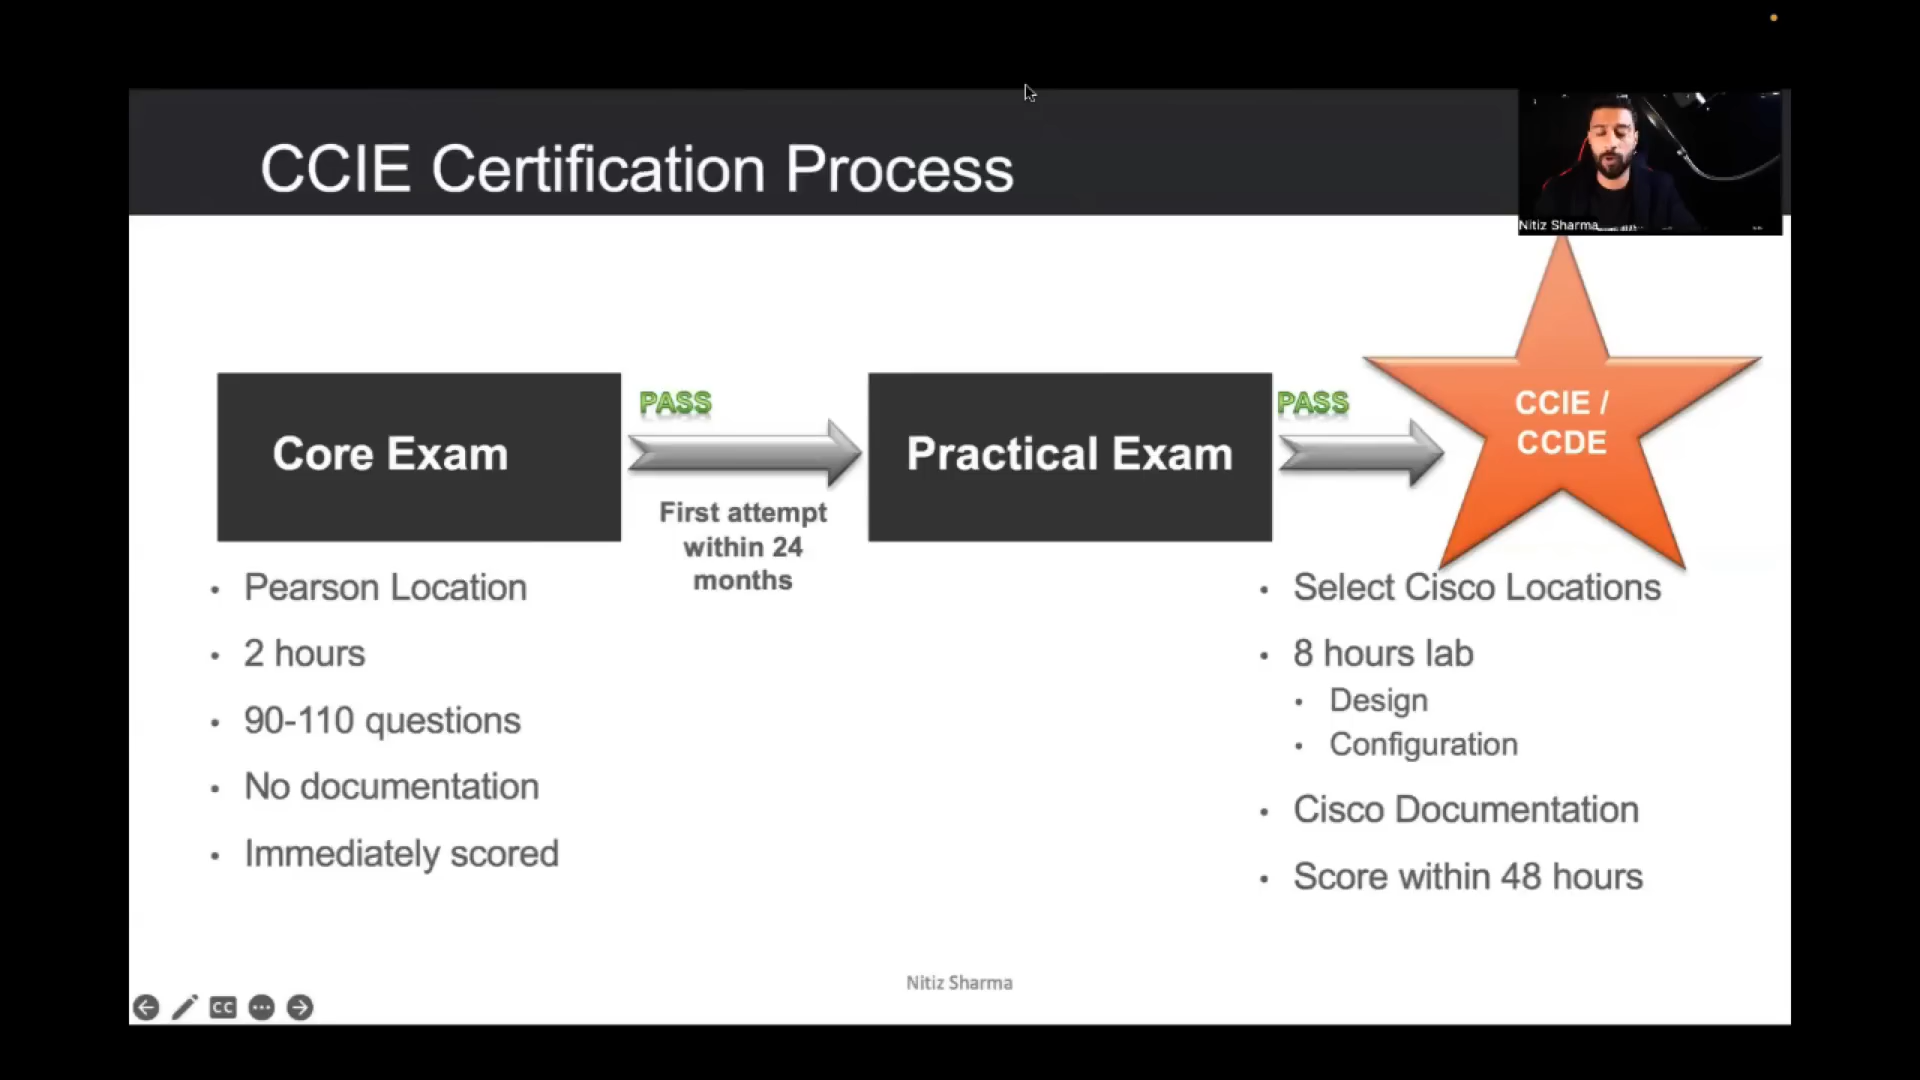 CCIE Certification Process
Nitiz Sharma
Core Exam
PASS
First attempt
within 24
months
Practical Exam
PASS
CCIE /
CCDE
• Pearson Location
• 2 hours
• 90-110 questions
• No documentation
• Immediately scored
• Select Cisco Locations
• 8 hours lab
• Design
• Configuration
• Cisco Documentation
• Score within 48 hours
Nitiz Sharma
CC